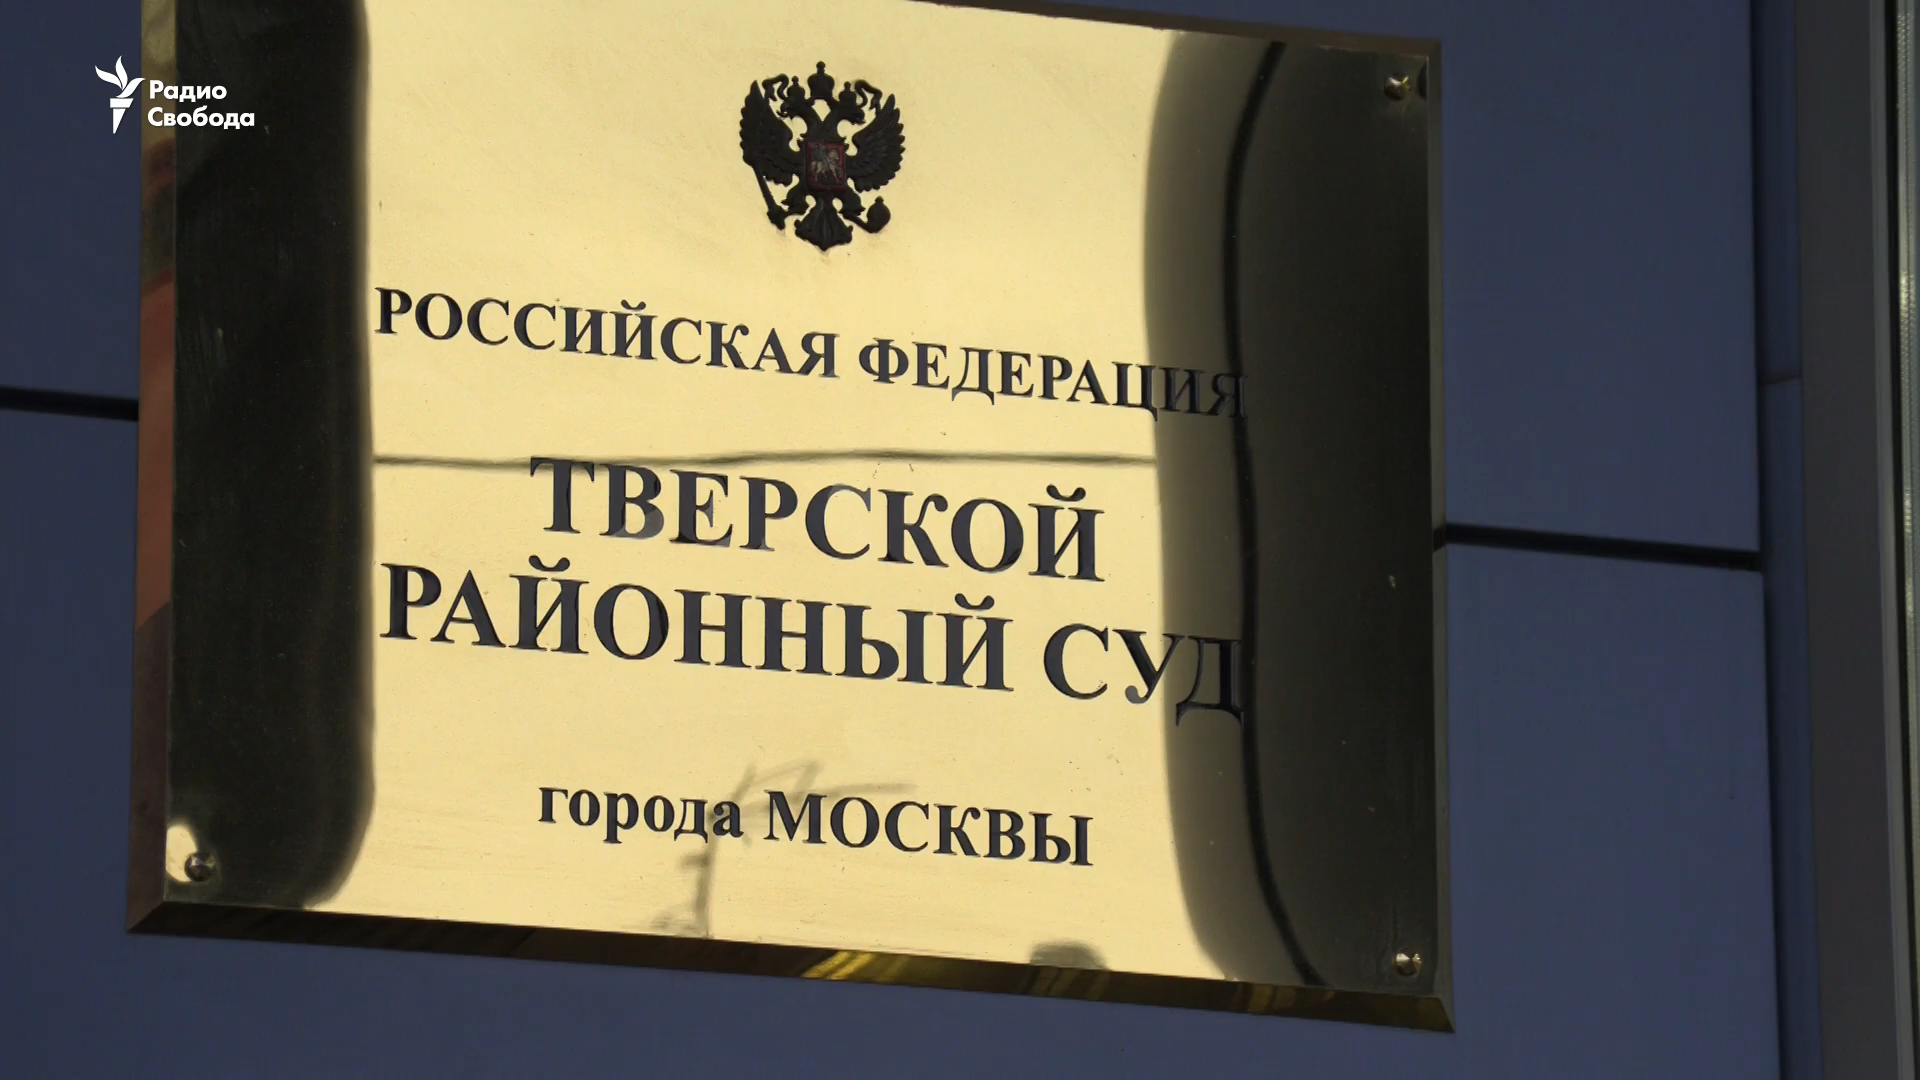 Радио
Свобода
РОССИЙСКАЯ ФЕДЕРАЦИЯ
ТВЕРСКОЙ
РАЙОННЫЙ СУД
города МОСКВЫ